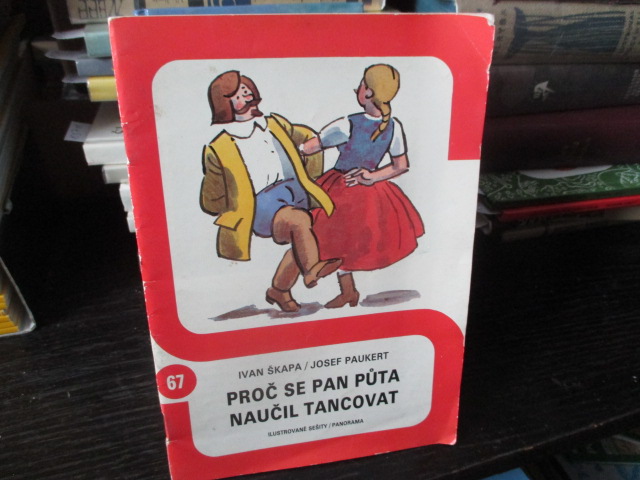 IVAN ŠKAPA / JOSEF PAUKERT
67
PROČ SE PAN PŮTA
NAUČIL TANCOVAT
ILUSTROVANÉ SEŠITY / PANORAMA